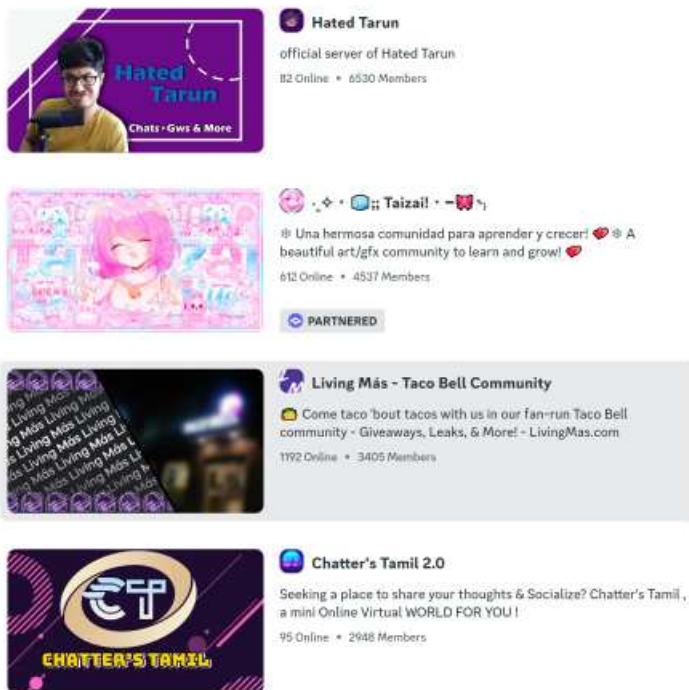 Hated Tarun
Hated
Tarun
Chats・Gws & More
official server of Hated Tarun
82 Online • 6530 Members
;; Taizai!
❄ Una hermosa comunidad para aprender y crecer! ❄ A
beautiful art/gfx community to learn and grow!
612 Online • 4537 Members
PARTNERED
Living Más - Taco Bell Community
🌮 Come taco 'bout tacos with us in our fan-run Taco Bell
community - Giveaways, Leaks, & More! - LivingMas.com
1192 Online • 3405 Members
Living Más Living Más
Chatter's Tamil 2.0
Seeking a place to share your thoughts & Socialize? Chatter's Tamil ,
a mini Online Virtual WORLD FOR YOU !
95 Online • 2948 Members
CT
CHATTER'S TAMIL